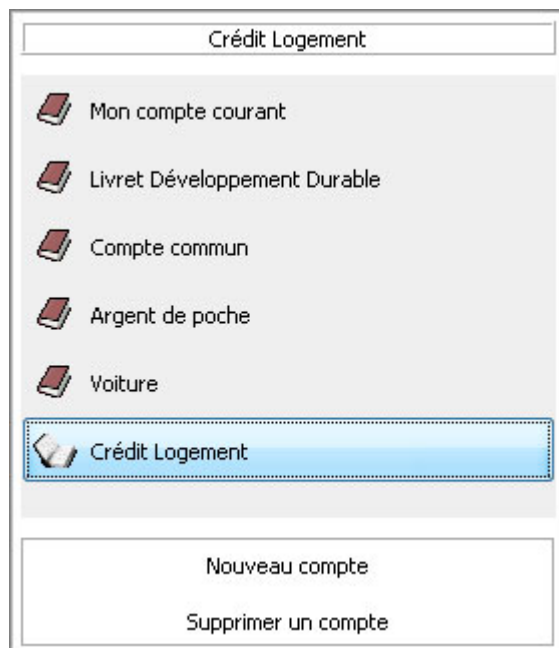 Crédit Logement
Mon compte courant
Livret Développement Durable
Compte commun
Argent de poche
Voiture
Crédit Logement
Nouveau compte
Supprimer un compte